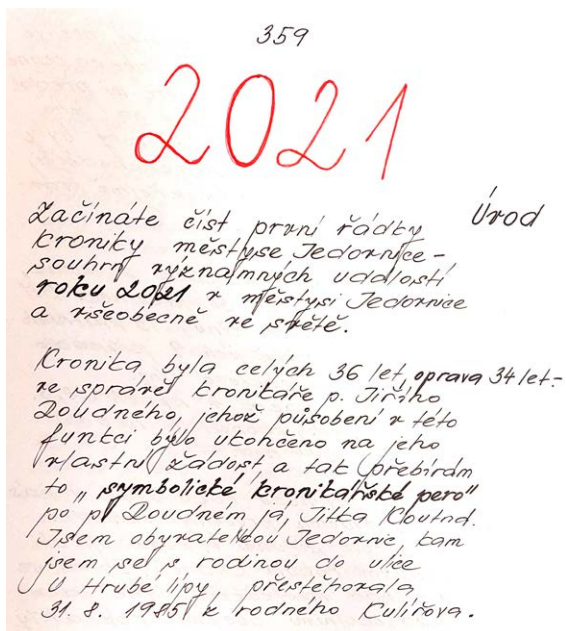 359
2021
Úvod
Začínáte číst první řádky
kroniky městyse Jedovnice -
souhrn významných událostí
roku 2021 v městysi Jedovnice
a všeobecně ve světě.
Kronika byla celých 36 let, oprava 34 let -
ve správě kronikáře p. Jiřího
Doudného, jehož působení v této
funkci bylo ukončeno na jeho
vlastní žádost, a tak přebírám
to „symbolické kronikářské pero"
po p. Doudném já, Jitka Kloutná.
Jsem obyvatelkou Jedovnic, kam
jsem se s rodinou do ulice
U Hrubé lípy přestěhovala
31. 8. 1985 z rodného Kulířova.